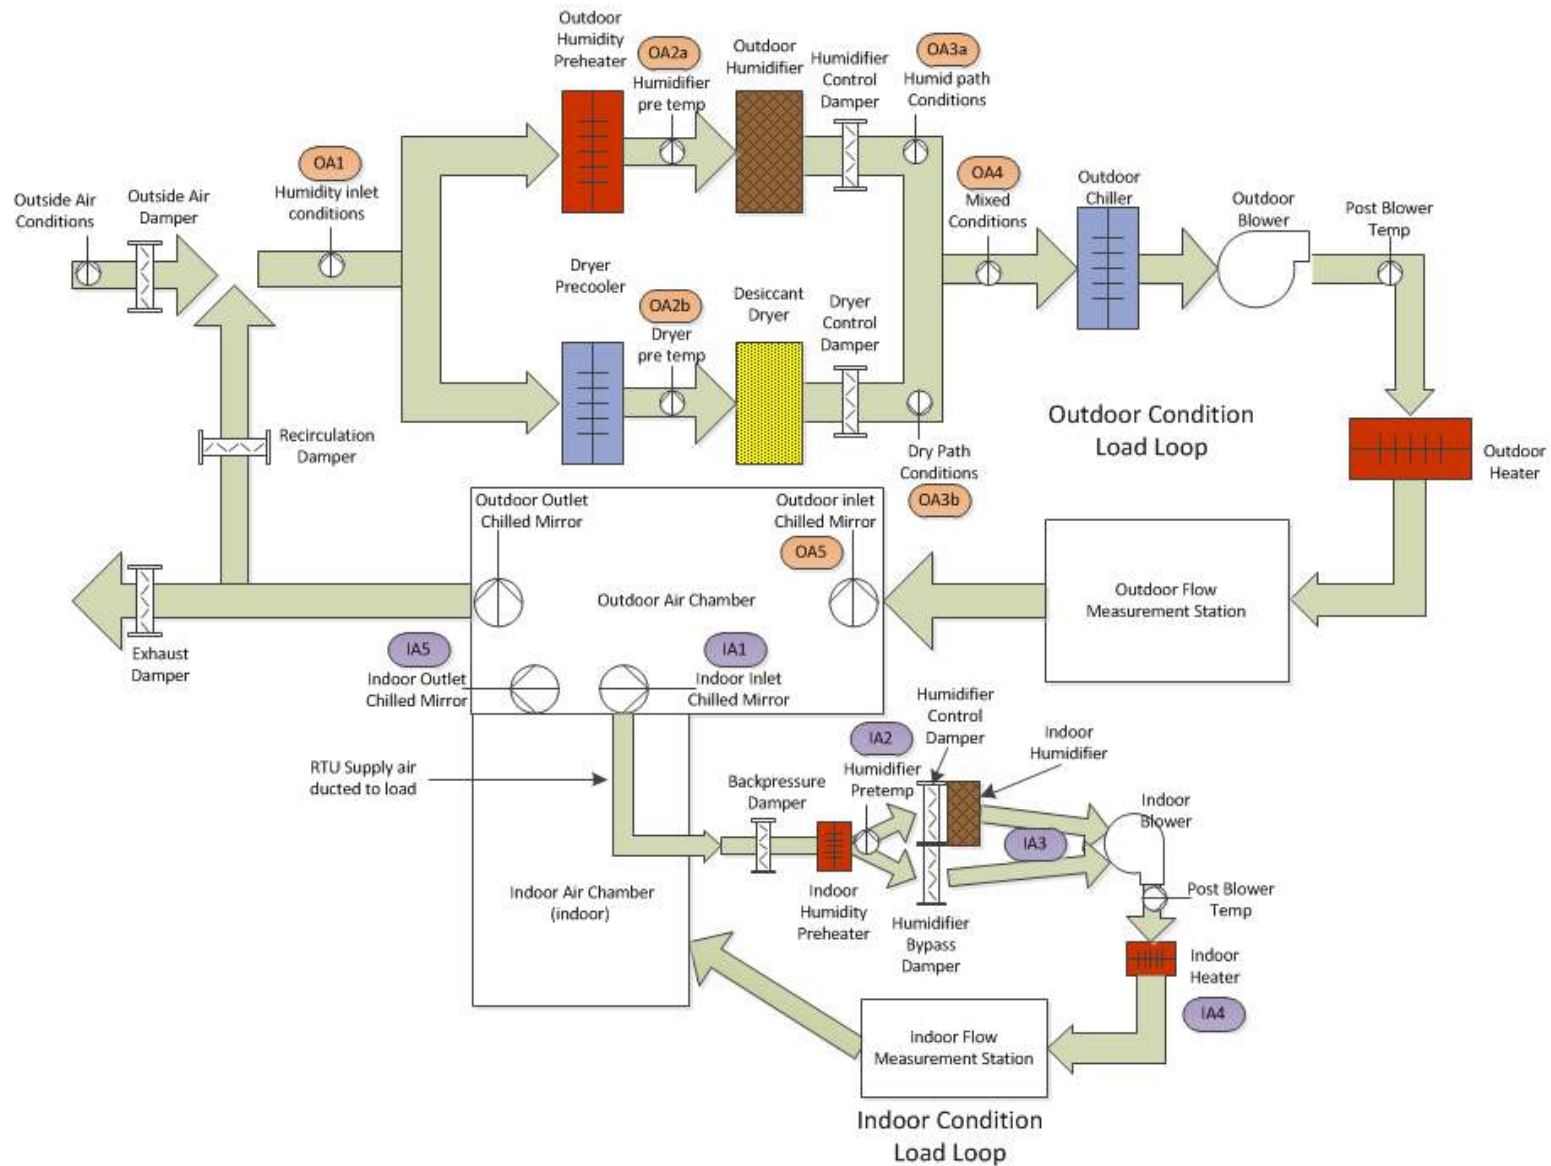 Outdoor
Humidity
Preheater
OA2a
Humidifier
pre temp
Outdoor
Humidifier
Humidifier
Control
Damper
OA3a
Humid path
Conditions
OA1
Humidity inlet
conditions
Outside Air
Conditions
Outside Air
Damper
OA4
Mixed
Conditions
Outdoor
Chiller
Outdoor
Blower
Post Blower
Temp
Dryer
Precooler
OA2b
Dryer
pre temp
Desiccant
Dryer
Dryer
Control
Damper
Recirculation
Damper
Dry Path
Conditions
OA3b
Outdoor Condition
Load Loop
Outdoor
Heater
Outdoor Outlet
Chilled Mirror
Outdoor inlet
Chilled Mirror
OA5
Outdoor Air Chamber
Outdoor Flow
Measurement Station
Exhaust
Damper
IA5
Indoor Outlet
Chilled Mirror
IA1
Indoor Inlet
Chilled Mirror
RTU Supply air
ducted to load
Backpressure
Damper
IA2
Humidifier
Pretemp
Humidifier
Control
Damper
Indoor
Humidifier
Indoor
Blower
IA3
Indoor Air Chamber
(indoor)
Indoor
Humidity
Preheater
Humidifier
Bypass
Damper
Post Blower
Temp
Indoor
Heater
IA4
Indoor Flow
Measurement Station
Indoor Condition
Load Loop